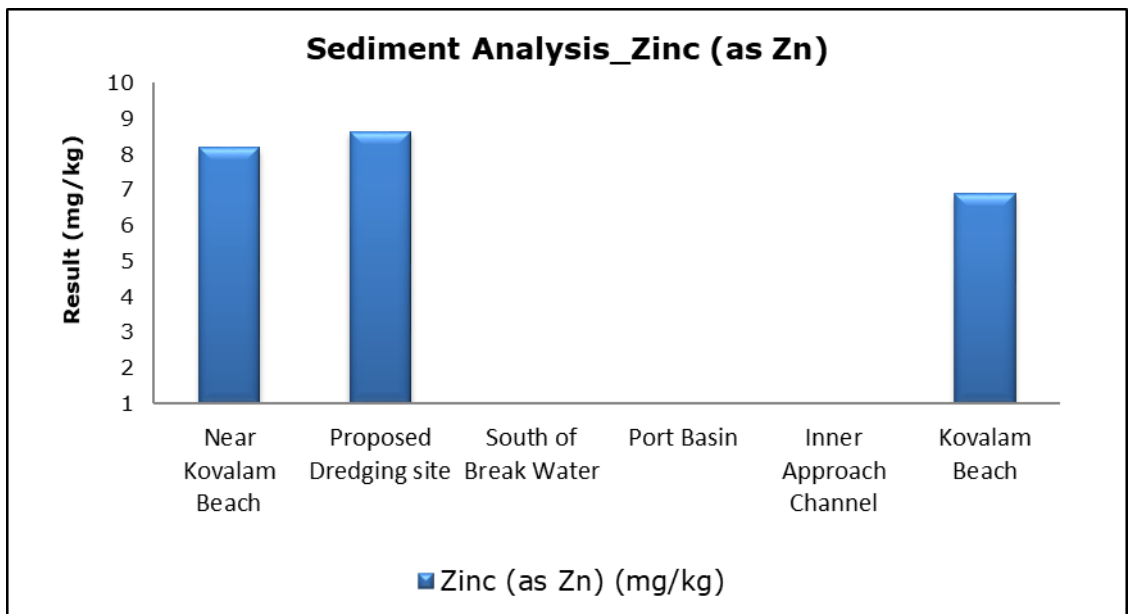 Sediment Analysis_Zinc (as Zn)
Result (mg/kg)
10
9
8
7
6
5
4
3
2
1
Near
Kovalam
Beach
Proposed
Dredging site
South of
Break Water
Port Basin
Inner
Approach
Channel
Kovalam
Beach
Zinc (as Zn) (mg/kg)